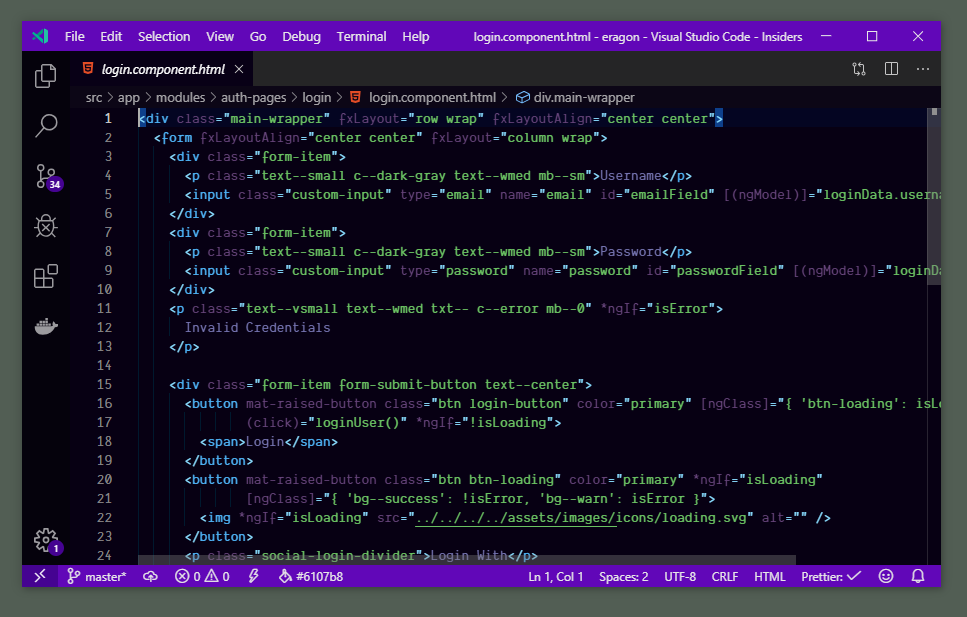 File Edit Selection View Go Debug Terminal Help login.component.html - eragon - Visual Studio Code - Insiders
login.component.html
src > app > modules > auth-pages > login > login.component.html > div.main-wrapper
34
1
1 <div class="main-wrapper" fxLayout="row wrap" fxLayoutAlign="center center">
2 <form fxLayoutAlign="center center" fxLayout="column wrap">
3 <div class="form-item">
4 <p class="text--small c--dark-gray text--wmed mb--sm">Username</p>
5 <input class="custom-input" type="email" name="email" id="emailField" [(ngModel)]="loginData.userna
6 </div>
7 <div class="form-item">
8 <p class="text--small c--dark-gray text--wmed mb--sm">Password</p>
9 <input class="custom-input" type="password" name="password" id="passwordField" [(ngModel)]="loginDa
10 </div>
11 <p class="text--vsmall text--wmed txt-- c--error mb--0" *ngIf="isError">
12 Invalid Credentials
13 </p>
14
15 <div class="form-item form-submit-button text--center">
16 <button mat-raised-button class="btn login-button" color="primary" [ngClass]="{ 'btn-loading': isLo
17 (click)="loginUser()" *ngIf="!isLoading">
18 <span>Login</span>
19 </button>
20 <button mat-raised-button class="btn btn-loading" color="primary" *ngIf="isLoading"
21 [ngClass]="{ 'bg--success': !isError, 'bg--warn': isError }">
22 <img *ngIf="isLoading" src="../../../../assets/images/icons/loading.svg" alt="" />
23 </button>
24 <p class="social-login-divider">Login With</p>
master* 0 0 #6107b8 Ln 1, Col 1 Spaces: 2 UTF-8 CRLF HTML Prettier: ✓